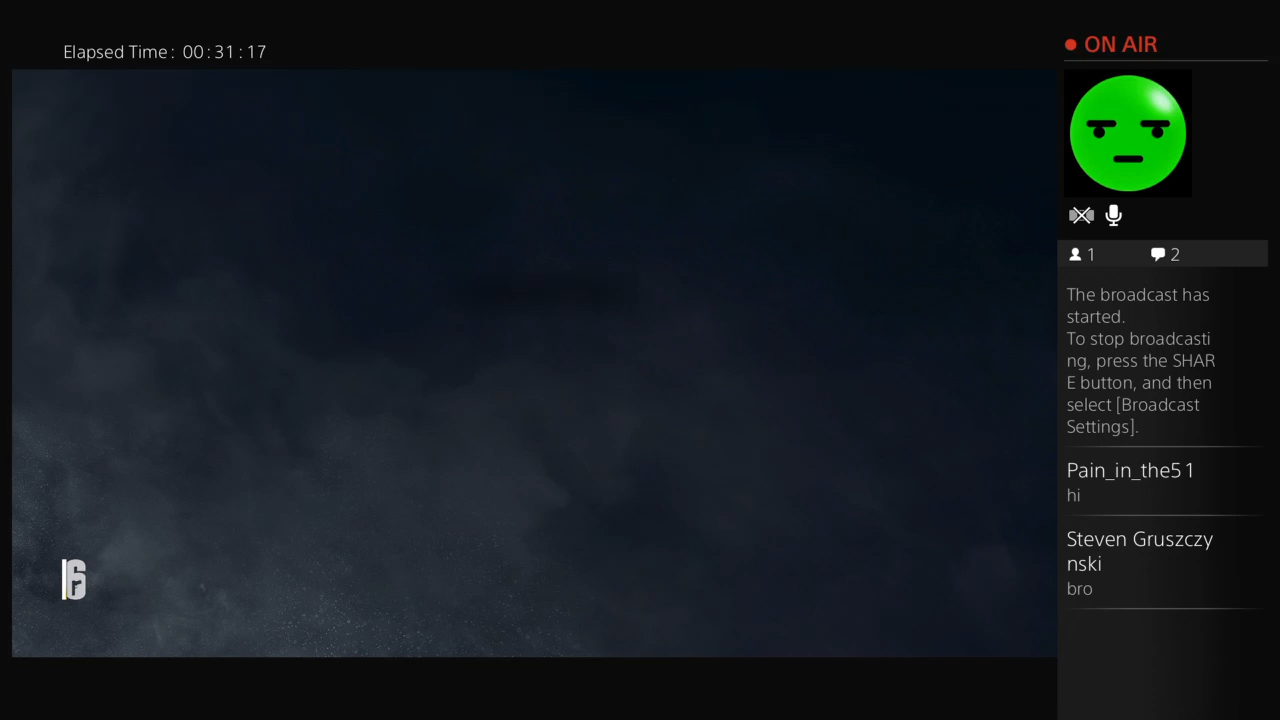 Elapsed Time: 00:31:17
ON AIR
1
2
The broadcast has
started.
To stop broadcasti
ng, press the SHAR
E button, and then
select [Broadcast
Settings].
Pain_in_the51
hi
Steven Gruszczy
nski
bro
6